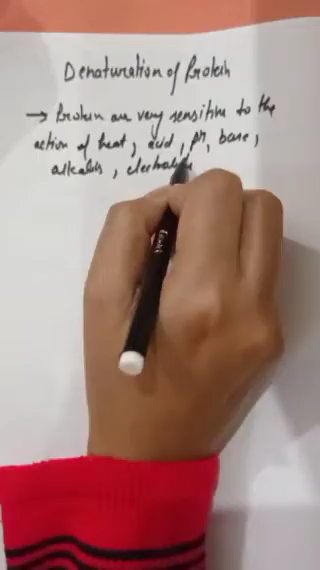 Denaturation of Protein
→ Protein are very sensitive to the
action of heat, acid, pH, base,
alkalis,